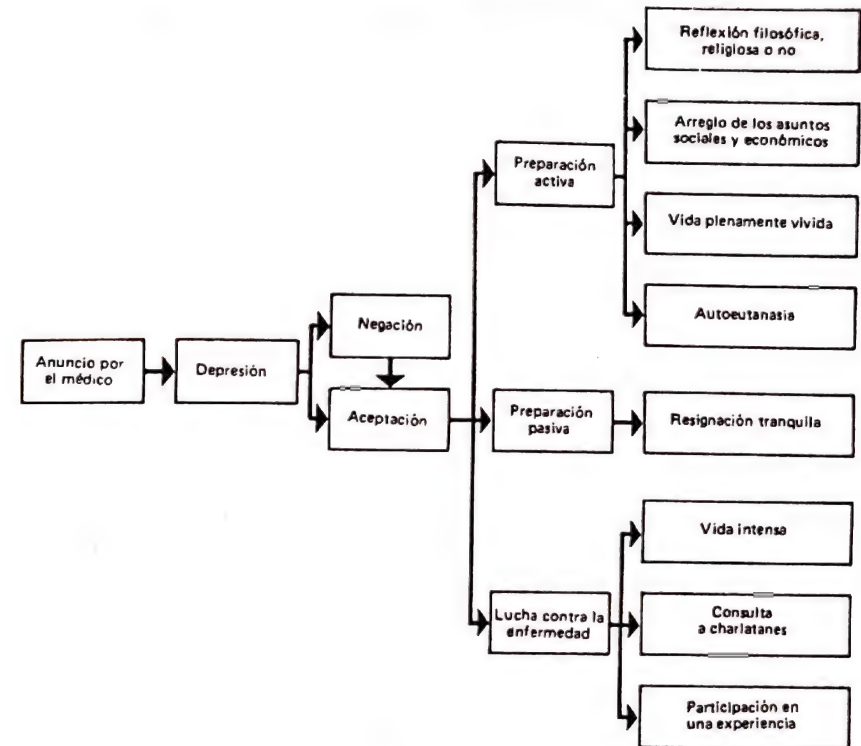 Reflexión filosófica,
religiosa o no
Arreglo de los asuntos
sociales y económicos
Preparación
activa
Vida plenamente vivida
Autoeutanasia
Negación
Anuncio por
el médico
Depresión
Aceptación
Preparación
pasiva
Resignación tranquila
Vida intensa
Lucha contra la
enfermedad
Consulta
a charlatanes
Participación en
una experiencia